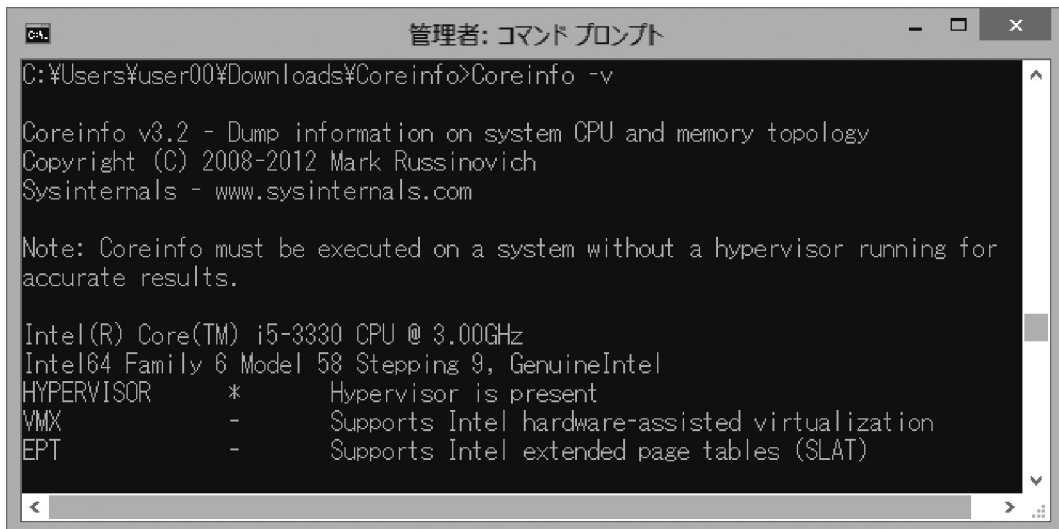 管理者: コマンド プロンプト
C:¥Users¥user00¥Downloads¥Coreinfo>Coreinfo -v
Coreinfo v3.2 - Dump information on system CPU and memory topology
Copyright (C) 2008-2012 Mark Russinovich
Sysinternals - www.sysinternals.com
Note: Coreinfo must be executed on a system without a hypervisor running for
accurate results.
Intel(R) Core(TM) i5-3330 CPU @ 3.00GHz
Intel64 Family 6 Model 58 Stepping 9, GenuineIntel
HYPERVISOR * Hypervisor is present
VMX - Supports Intel hardware-assisted virtualization
EPT - Supports Intel extended page tables (SLAT)